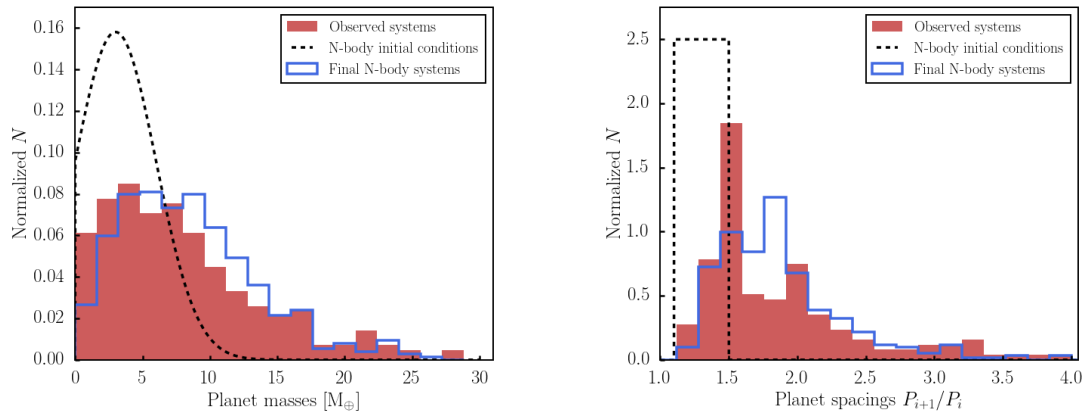 0.16
0.14
0.12
0.10
0.08
0.06
0.04
0.02
0.00
Normalized N
Observed systems
N-body initial conditions
Final N-body systems
0 5 10 15 20 25 30
Planet masses [M⊕]
2.5
2.0
1.5
1.0
0.5
0.0
Normalized N
Observed systems
N-body initial conditions
Final N-body systems
1.0 1.5 2.0 2.5 3.0 3.5 4.0
Planet spacings P_{i+1}/P_i